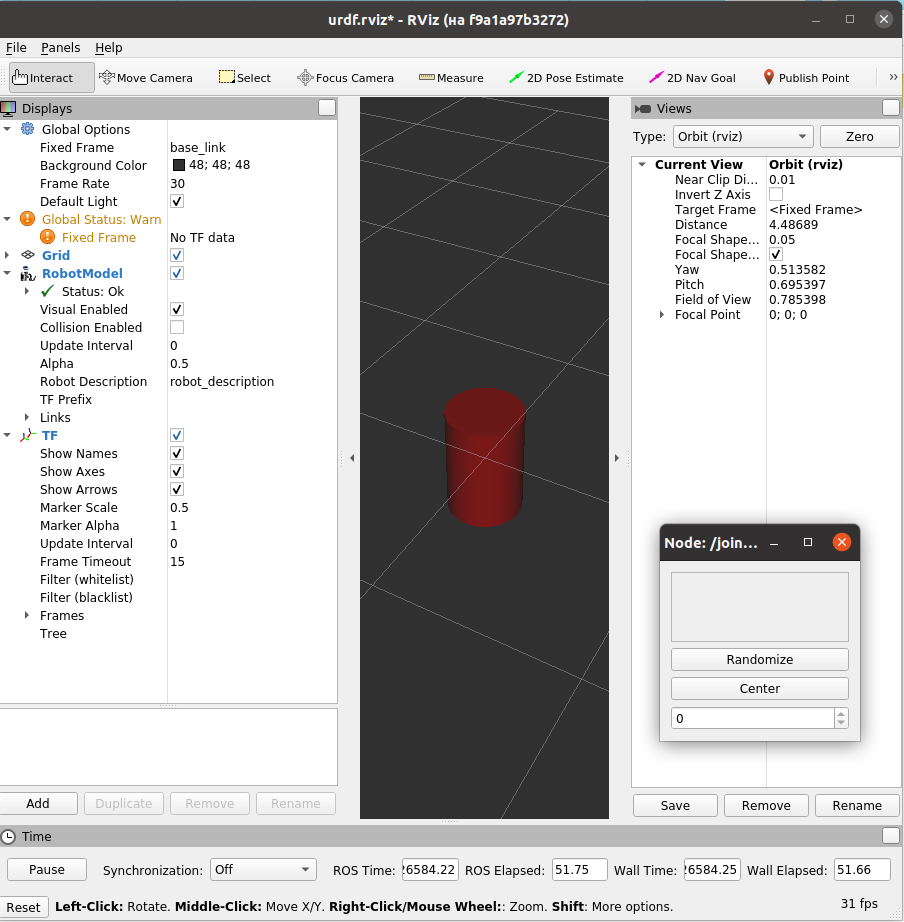 urdf.rviz* - RViz (на f9a1a97b3272)
File Panels Help
Interact Move Camera Select Focus Camera Measure 2D Pose Estimate 2D Nav Goal Publish Point »
Displays
Global Options
Fixed Frame base_link
Background Color 48; 48; 48
Frame Rate 30
Default Light
Global Status: Warn
Fixed Frame No TF data
Grid
RobotModel
Status: Ok
Visual Enabled
Collision Enabled
Update Interval 0
Alpha 0.5
Robot Description robot_description
TF Prefix
Links
TF
Show Names
Show Axes
Show Arrows
Marker Scale 0.5
Marker Alpha 1
Update Interval 0
Frame Timeout 15
Filter (whitelist)
Filter (blacklist)
Frames
Tree
Add Duplicate Remove Rename
Views
Type: Orbit (rviz) Zero
Current View Orbit (rviz)
Near Clip Di... 0.01
Invert Z Axis
Target Frame <Fixed Frame>
Distance 4.48689
Focal Shape... 0.05
Focal Shape...
Yaw 0.513582
Pitch 0.695397
Field of View 0.785398
Focal Point 0; 0; 0
Node: /join...
Randomize
Center
0
Save Remove Rename
Time
Pause Synchronization: Off ROS Time: 26584.22 ROS Elapsed: 51.75 Wall Time: 26584.25 Wall Elapsed: 51.66
Reset Left-Click: Rotate. Middle-Click: Move X/Y. Right-Click/Mouse Wheel:: Zoom. Shift: More options. 31 fps